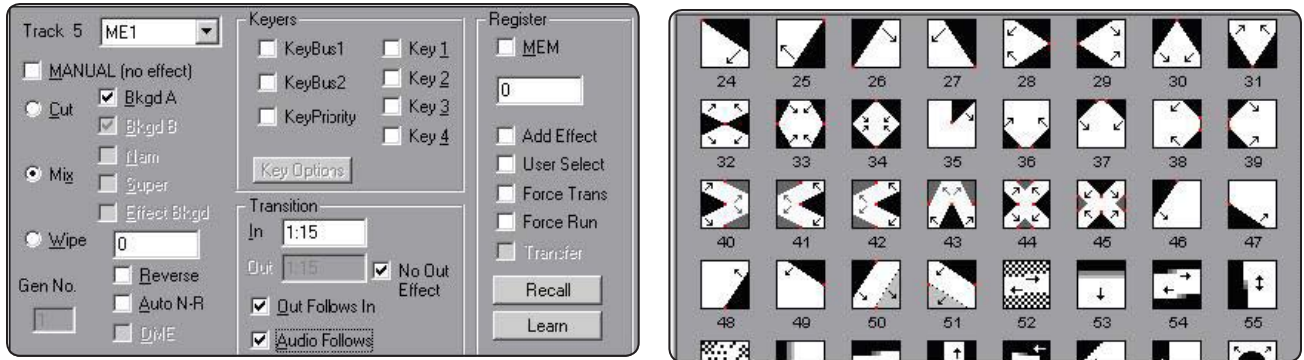 Track 5 ME1
MANUAL (no effect)
Cut
Bkgd A
Bkgd B
Nam
Mix
Super
Effect Bkgd
Wipe
0
Gen No.
Reverse
Auto N-R
1
DME
Keyers
KeyBus1
Key 1
KeyBus2
Key 2
KeyPriority
Key 3
Key 4
Key Options
Transition
In 1:15
Out 1:15
No Out
Effect
Out Follows In
Audio Follows
Register
MEM
0
Add Effect
User Select
Force Trans
Force Run
Transfer
Recall
Learn
24 25 26 27 28 29 30 31
32 33 34 35 36 37 38 39
40 41 42 43 44 45 46 47
48 49 50 51 52 53 54 55